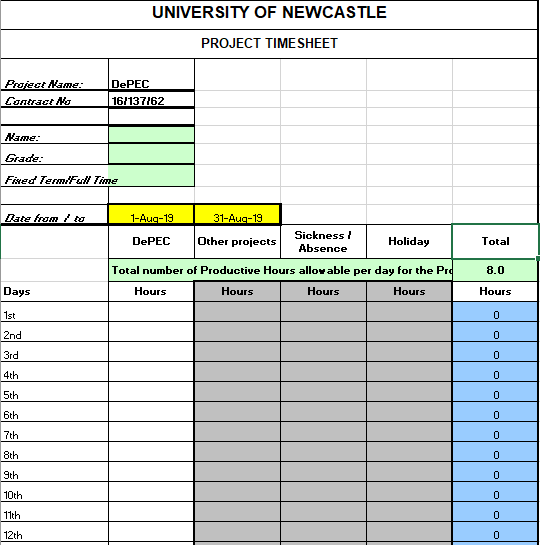 UNIVERSITY OF NEWCASTLE
PROJECT TIMESHEET
Project Name: DePEC
Contract No 16/137/62
Name:
Grade:
Fixed Term/Full Time
Date from / to 1-Aug-19 31-Aug-19
DePEC Other projects Sickness / Absence Holiday Total
Total number of Productive Hours allowable per day for the Pro 8.0
Days Hours Hours Hours Hours Hours
1st 0
2nd 0
3rd 0
4th 0
5th 0
6th 0
7th 0
8th 0
9th 0
10th 0
11th 0
12th 0